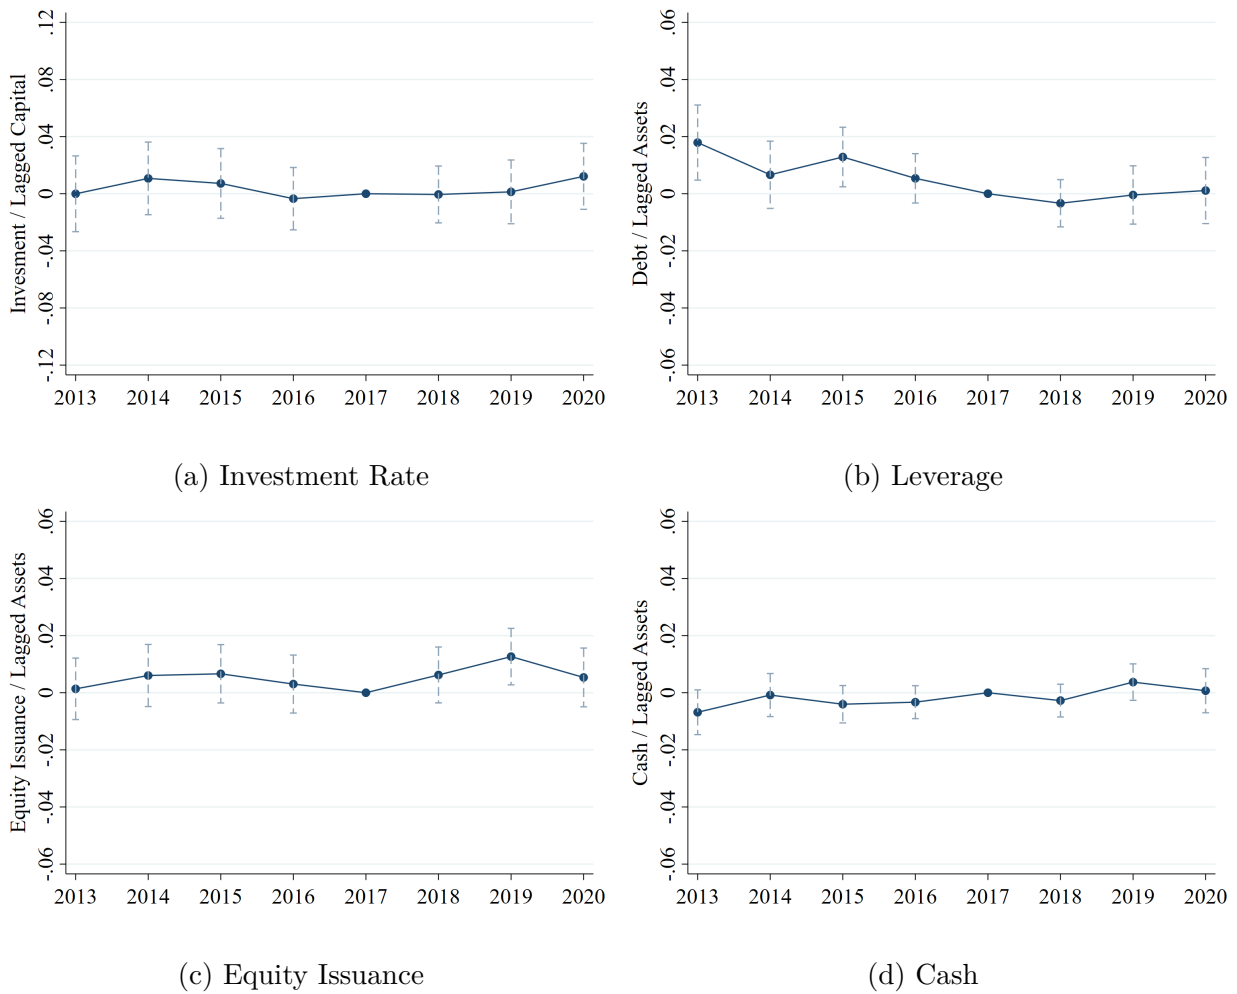 Invesment / Lagged Capital
.12
.08
.04
0
-.04
-.08
-.12
2013 2014 2015 2016 2017 2018 2019 2020
(a) Investment Rate
Debt / Lagged Assets
.06
.04
.02
0
-.02
-.04
-.06
2013 2014 2015 2016 2017 2018 2019 2020
(b) Leverage
Equity Issuance / Lagged Assets
.06
.04
.02
0
-.02
-.04
-.06
2013 2014 2015 2016 2017 2018 2019 2020
(c) Equity Issuance
Cash / Lagged Assets
.06
.04
.02
0
-.02
-.04
-.06
2013 2014 2015 2016 2017 2018 2019 2020
(d) Cash